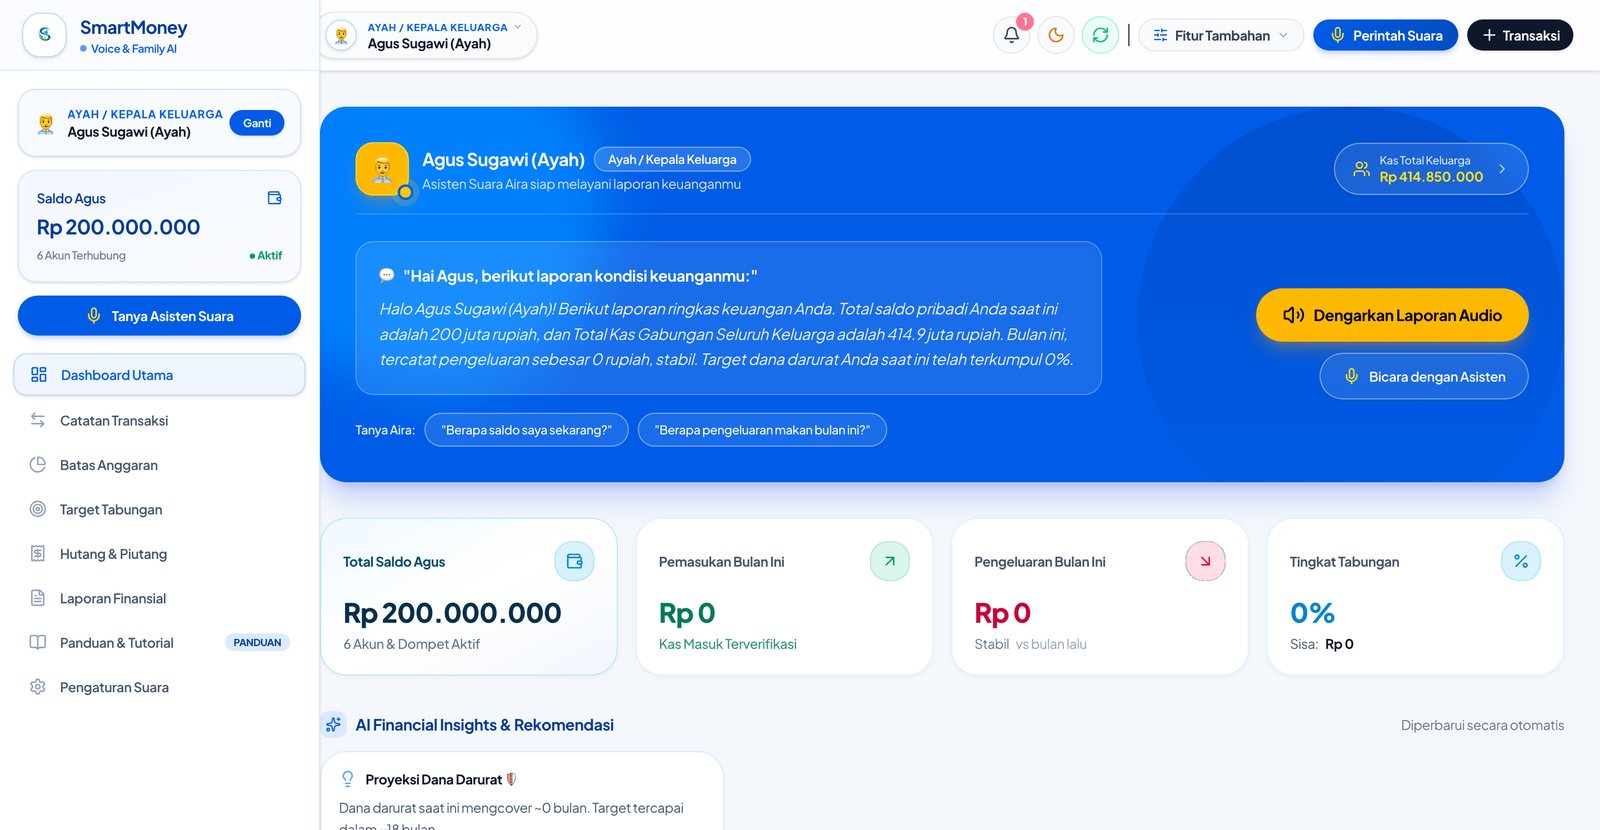 SmartMoney
Voice & Family AI
AYAH / KEPALA KELUARGA
Agus Sugawi (Ayah)
1
Fitur Tambahan
Perintah Suara
Transaksi
AYAH / KEPALA KELUARGA
Agus Sugawi (Ayah)
Ganti
Saldo Agus
Rp 200.000.000
6 Akun Terhubung
Aktif
Tanya Asisten Suara
Dashboard Utama
Catatan Transaksi
Batas Anggaran
Target Tabungan
Hutang & Piutang
Laporan Finansial
Panduan & Tutorial
PANDUAN
Pengaturan Suara
Agus Sugawi (Ayah)
Ayah / Kepala Keluarga
Asisten Suara Aira siap melayani laporan keuanganmu
Kas Total Keluarga
Rp 414.850.000
"Hai Agus, berikut laporan kondisi keuanganmu:"
Halo Agus Sugawi (Ayah)! Berikut laporan ringkas keuangan Anda. Total saldo pribadi Anda saat ini
adalah 200 juta rupiah, dan Total Kas Gabungan Seluruh Keluarga adalah 414.9 juta rupiah. Bulan ini,
tercatat pengeluaran sebesar 0 rupiah, stabil. Target dana darurat Anda saat ini telah terkumpul 0%.
Dengarkan Laporan Audio
Bicara dengan Asisten
Tanya Aira:
"Berapa saldo saya sekarang?"
"Berapa pengeluaran makan bulan ini?"
Total Saldo Agus
Rp 200.000.000
6 Akun & Dompet Aktif
Pemasukan Bulan Ini
Rp 0
Kas Masuk Terverifikasi
Pengeluaran Bulan Ini
Rp 0
Stabil vs bulan lalu
Tingkat Tabungan
0%
Sisa: Rp 0
AI Financial Insights & Rekomendasi
Diperbarui secara otomatis
Proyeksi Dana Darurat
Dana darurat saat ini mengcover ~0 bulan. Target tercapai
dalam ~18 bulan